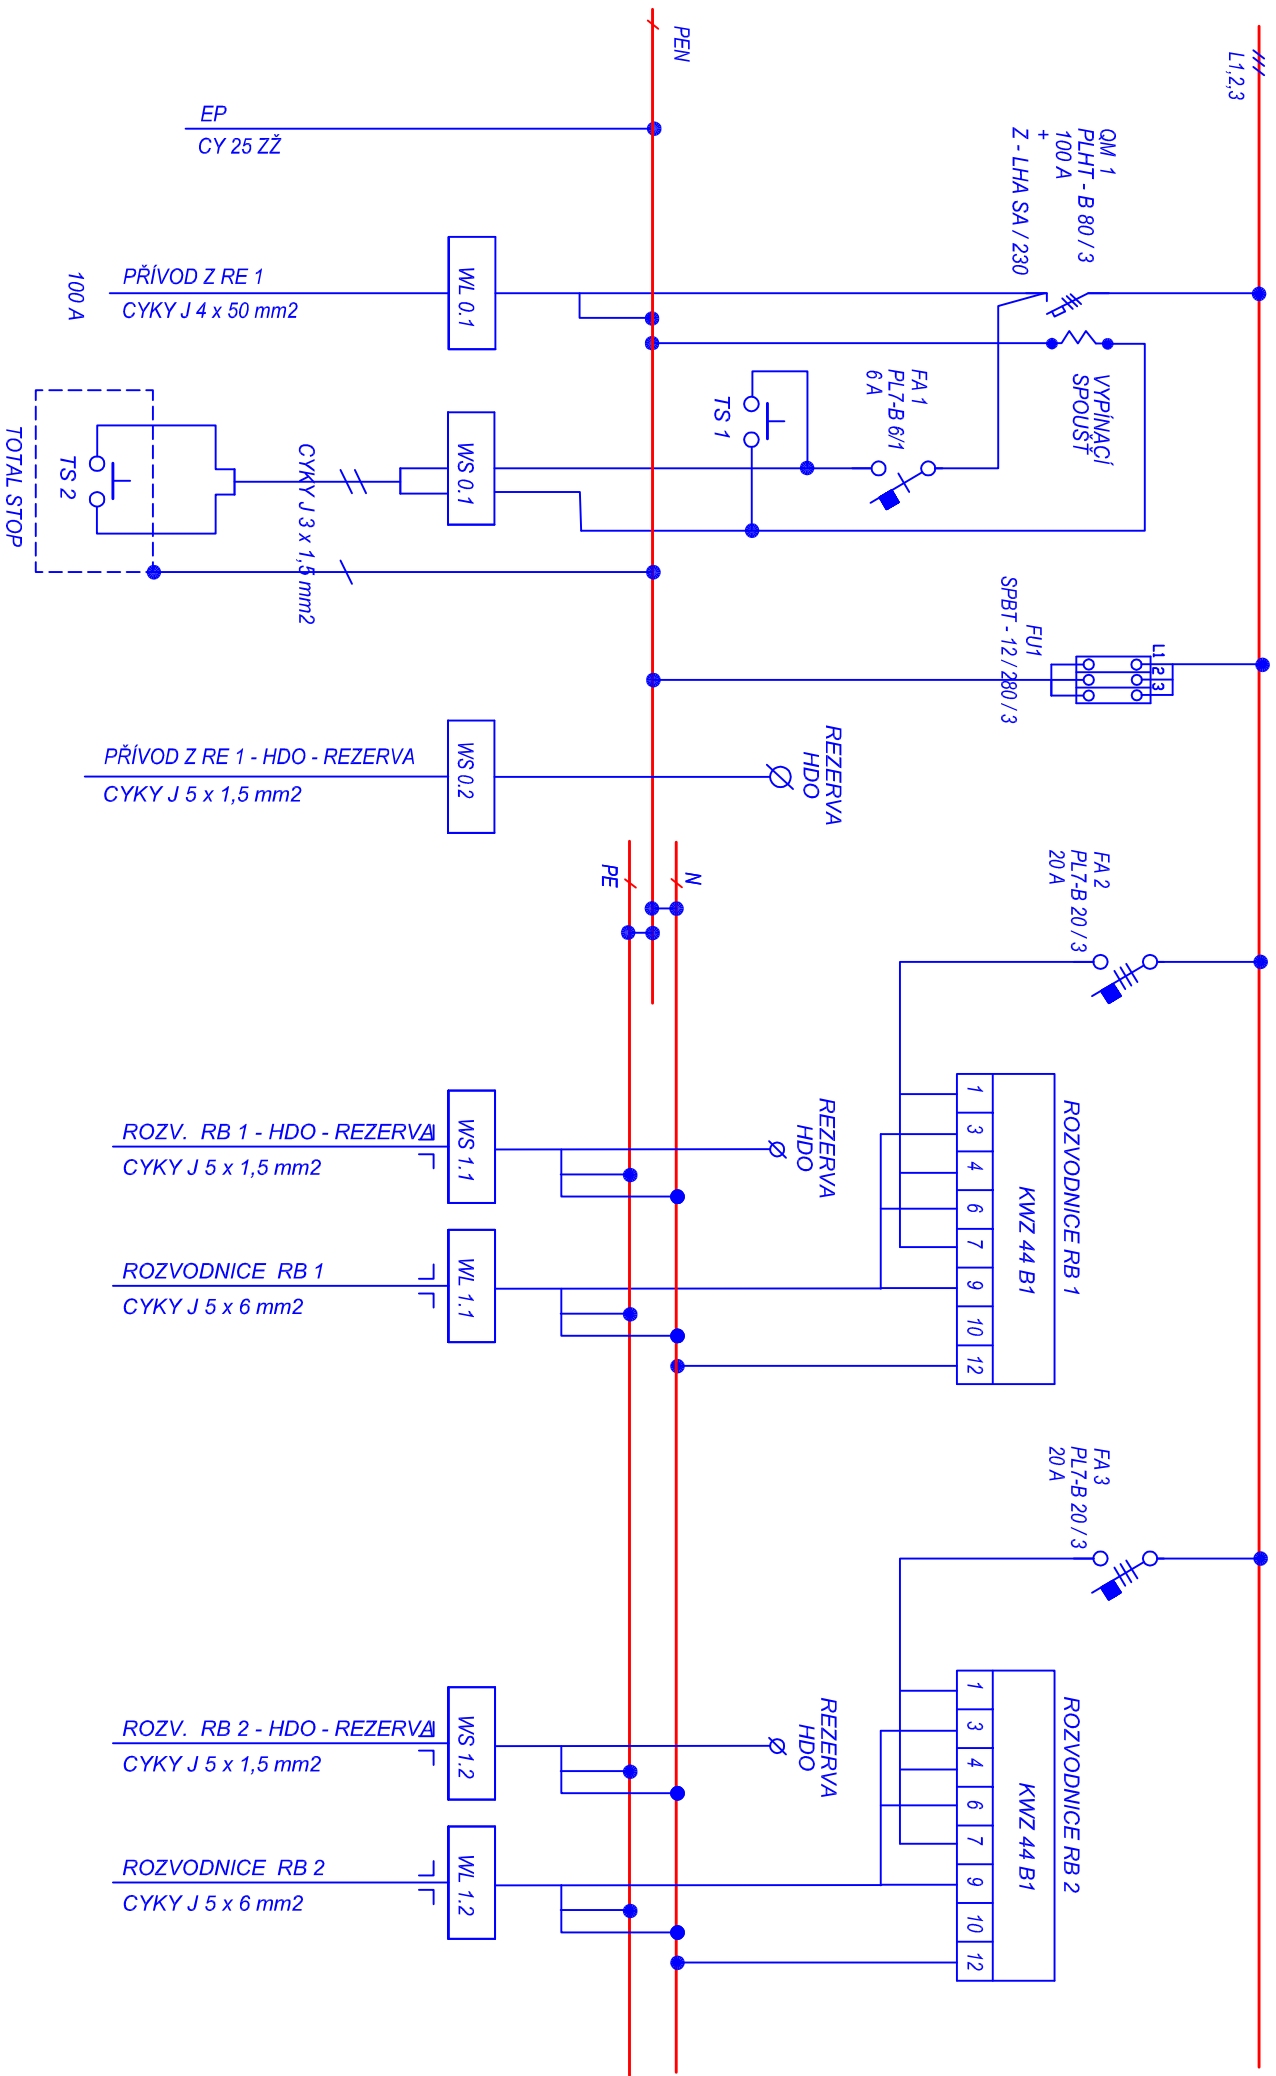 L1,2,3
PEN
EP
CY 25 ZŽ
QM 1
PLHT - B 80 / 3
100 A
+
Z - LHA SA / 230
PŘÍVOD Z RE 1
CYKY J 4 x 50 mm2
100 A
WL 0.1
VYPÍNACÍ
SPOUŠŤ
FA 1
PL7-B 6/1
6 A
TS 1
WS 0.1
CYKY J 3 x 1,5 mm2
TS 2
TOTAL STOP
FU1
SPBT - 12 / 280 / 3
L1 2 3
PŘÍVOD Z RE 1 - HDO - REZERVA
CYKY J 5 x 1,5 mm2
WS 0.2
REZERVA
HDO
PE
N
FA 2
PL7-B 20 / 3
20 A
ROZVODNICE RB 1
KWZ 44 B1
1 3 4 6 7 9 10 12
REZERVA
HDO
ROZV. RB 1 - HDO - REZERVA
CYKY J 5 x 1,5 mm2
WS 1.1
ROZVODNICE RB 1
CYKY J 5 x 6 mm2
WL 1.1
FA 3
PL7-B 20 / 3
20 A
ROZVODNICE RB 2
KWZ 44 B1
1 3 4 6 7 9 10 12
REZERVA
HDO
ROZV. RB 2 - HDO - REZERVA
CYKY J 5 x 1,5 mm2
WS 1.2
ROZVODNICE RB 2
CYKY J 5 x 6 mm2
WL 1.2